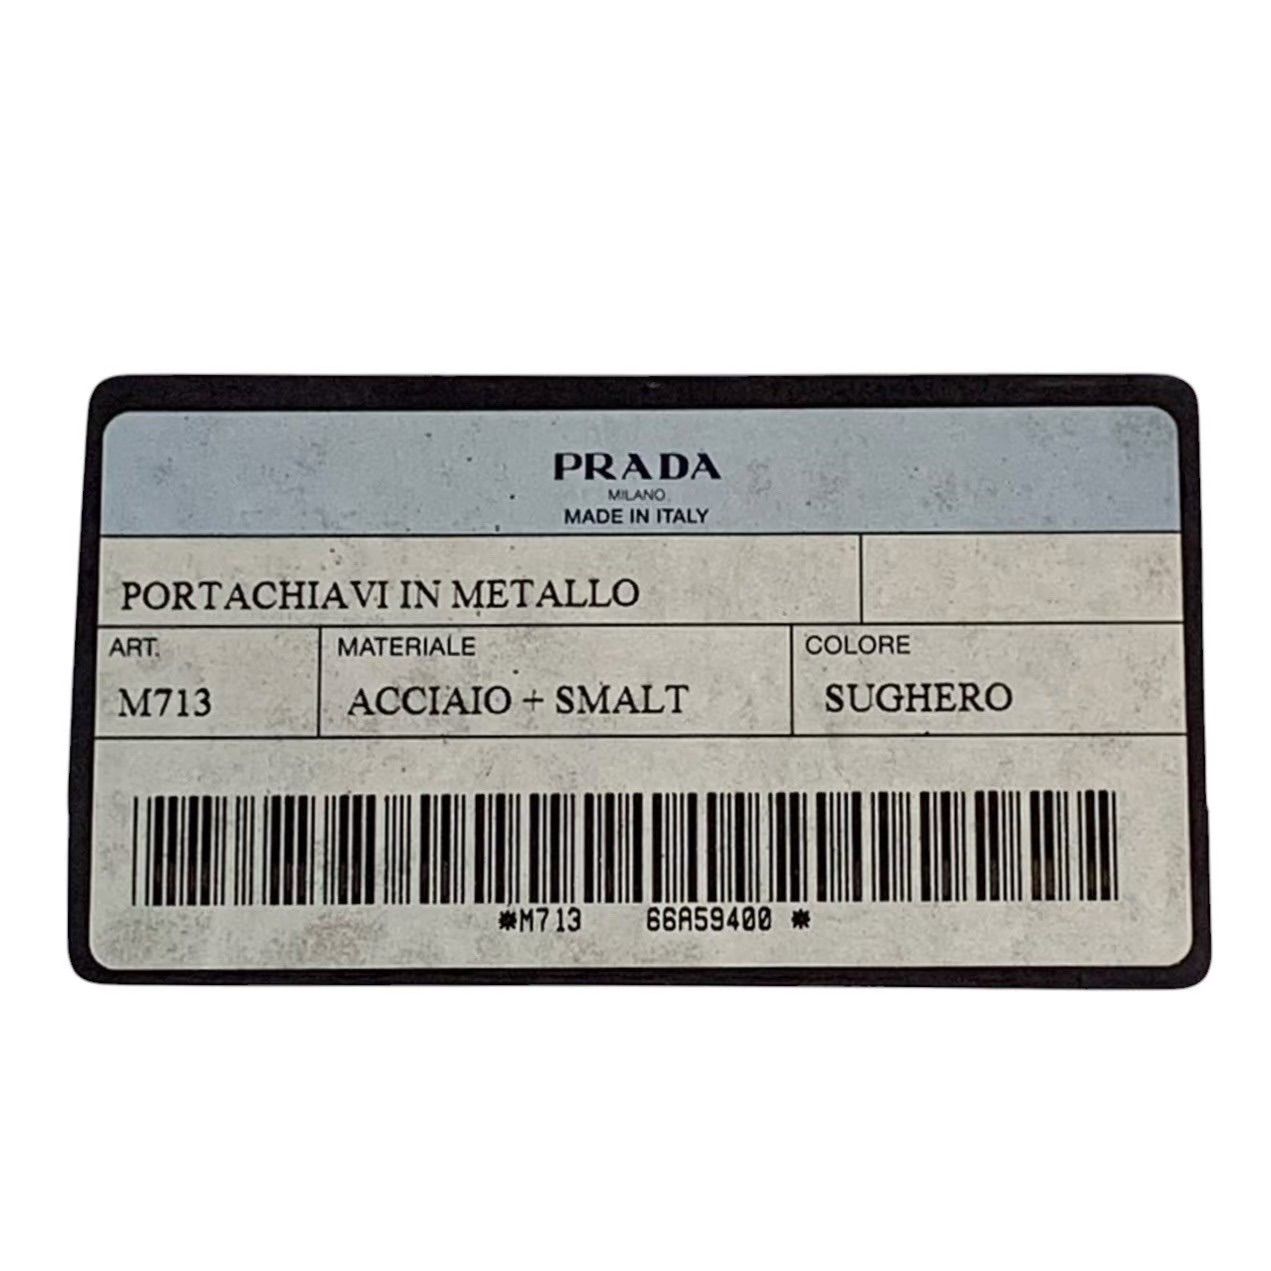 PRADA
MILANO
MADE IN ITALY
PORTACHIAVI IN METALLO
ART. MATERIALE COLORE
M713 ACCIAIO + SMALT SUGHERO
*M713 66A59400 *